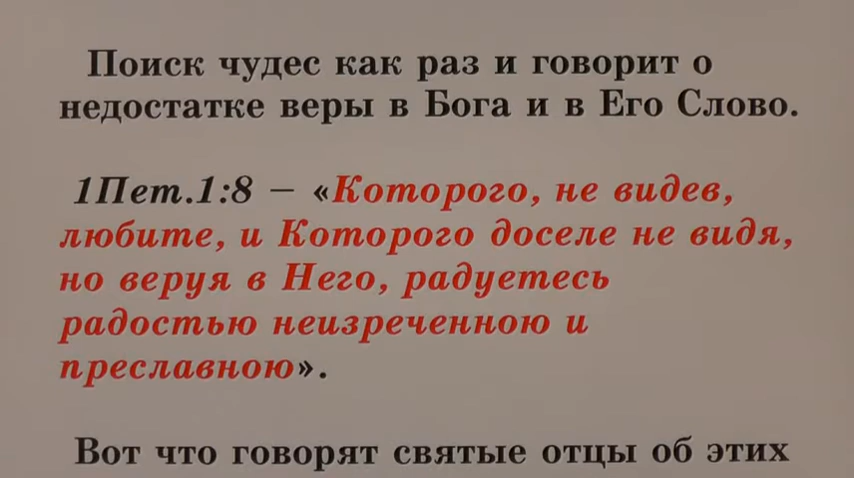 Поиск чудес как раз и говорит о
недостатке веры в Бога и в Его Слово.
1Пет.1:8 – «Которого, не видев,
любите, и Которого доселе не видя,
но веруя в Него, радуетесь
радостью неизреченною и
преславною».
Вот что говорят святые отцы об этих